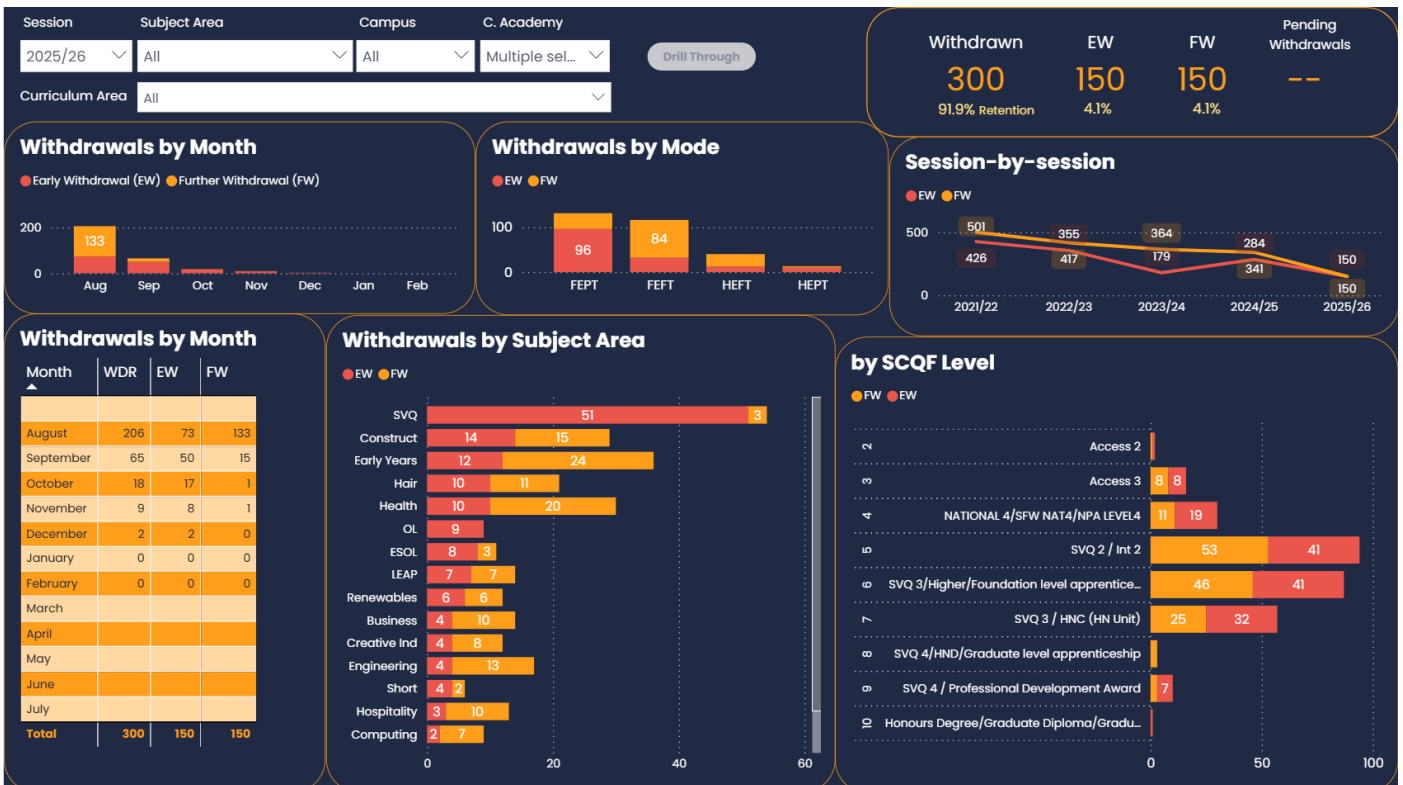 Session Subject Area Campus C. Academy
2025/26 All All Multiple sel... Drill Through
Curriculum Area All
Withdrawn EW FW Pending Withdrawals
300 150 150 --
91.9% Retention 4.1% 4.1%
Withdrawals by Month
Early Withdrawal (EW) Further Withdrawal (FW)
200
133
0
Aug Sep Oct Nov Dec Jan Feb
Withdrawals by Mode
EW FW
100
96 84
0
FEPT FEFT HEFT HEPT
Session-by-session
EW FW
500
501 355 364 284 150
426 417 179 341 150
0
2021/22 2022/23 2023/24 2024/25 2025/26
Withdrawals by Month
Month WDR EW FW
August 206 73 133
September 65 50 15
October 18 17 1
November 9 8 1
December 2 2 0
January 0 0 0
February 0 0 0
March
April
May
June
July
Total 300 150 150
Withdrawals by Subject Area
EW FW
SVQ 51 3
Construct 14 15
Early Years 12 24
Hair 10 11
Health 10 20
OL 9
ESOL 8 3
LEAP 7 7
Renewables 6 6
Business 4 10
Creative Ind 4 8
Engineering 4 13
Short 4 2
Hospitality 3 10
Computing 2 7
0 20 40 60
by SCQF Level
FW EW
2 Access 2
3 Access 3 8 8
4 NATIONAL 4/SFW NAT4/NPA LEVEL4 11 19
5 SVQ 2 / Int 2 53 41
6 SVQ 3/Higher/Foundation level apprentice... 46 41
7 SVQ 3 / HNC (HN Unit) 25 32
8 SVQ 4/HND/Graduate level apprenticeship
9 SVQ 4 / Professional Development Award 7
10 Honours Degree/Graduate Diploma/Gradu...
0 50 100